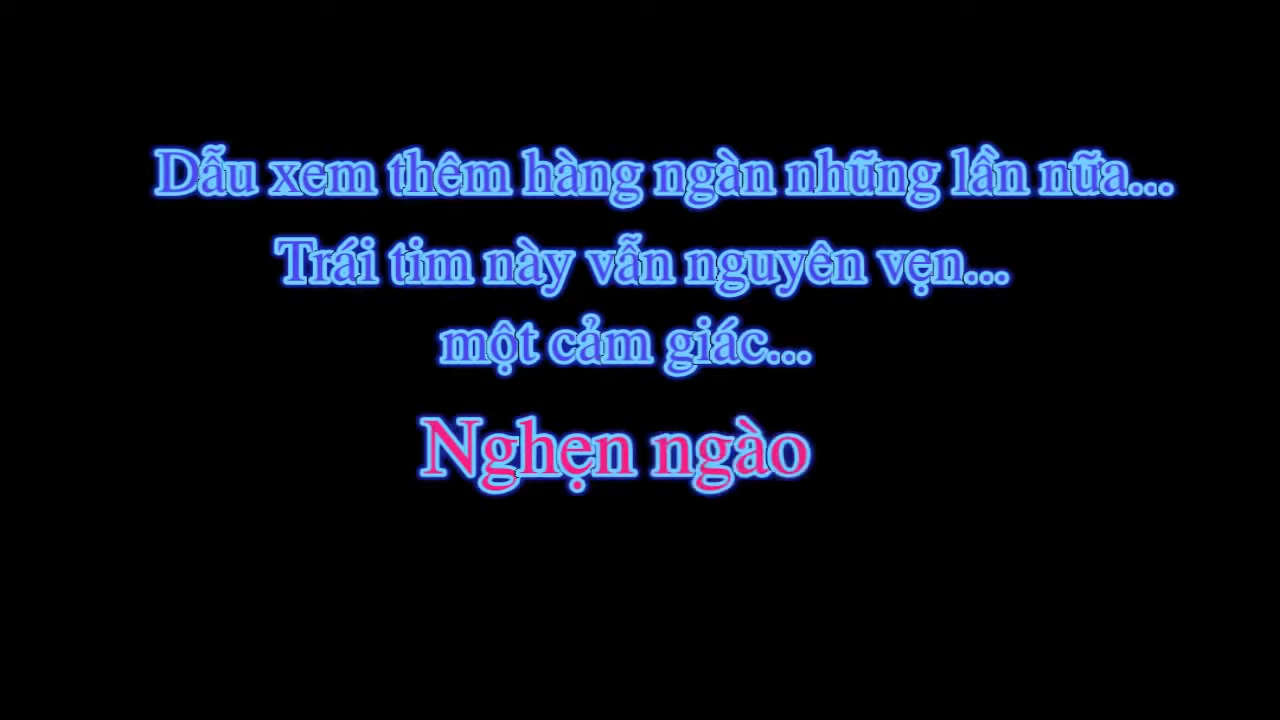 Dẫu xem thêm hàng ngàn những lần nữa...
Trái tim này vẫn nguyên vẹn...
một cảm giác...
Nghẹn ngào